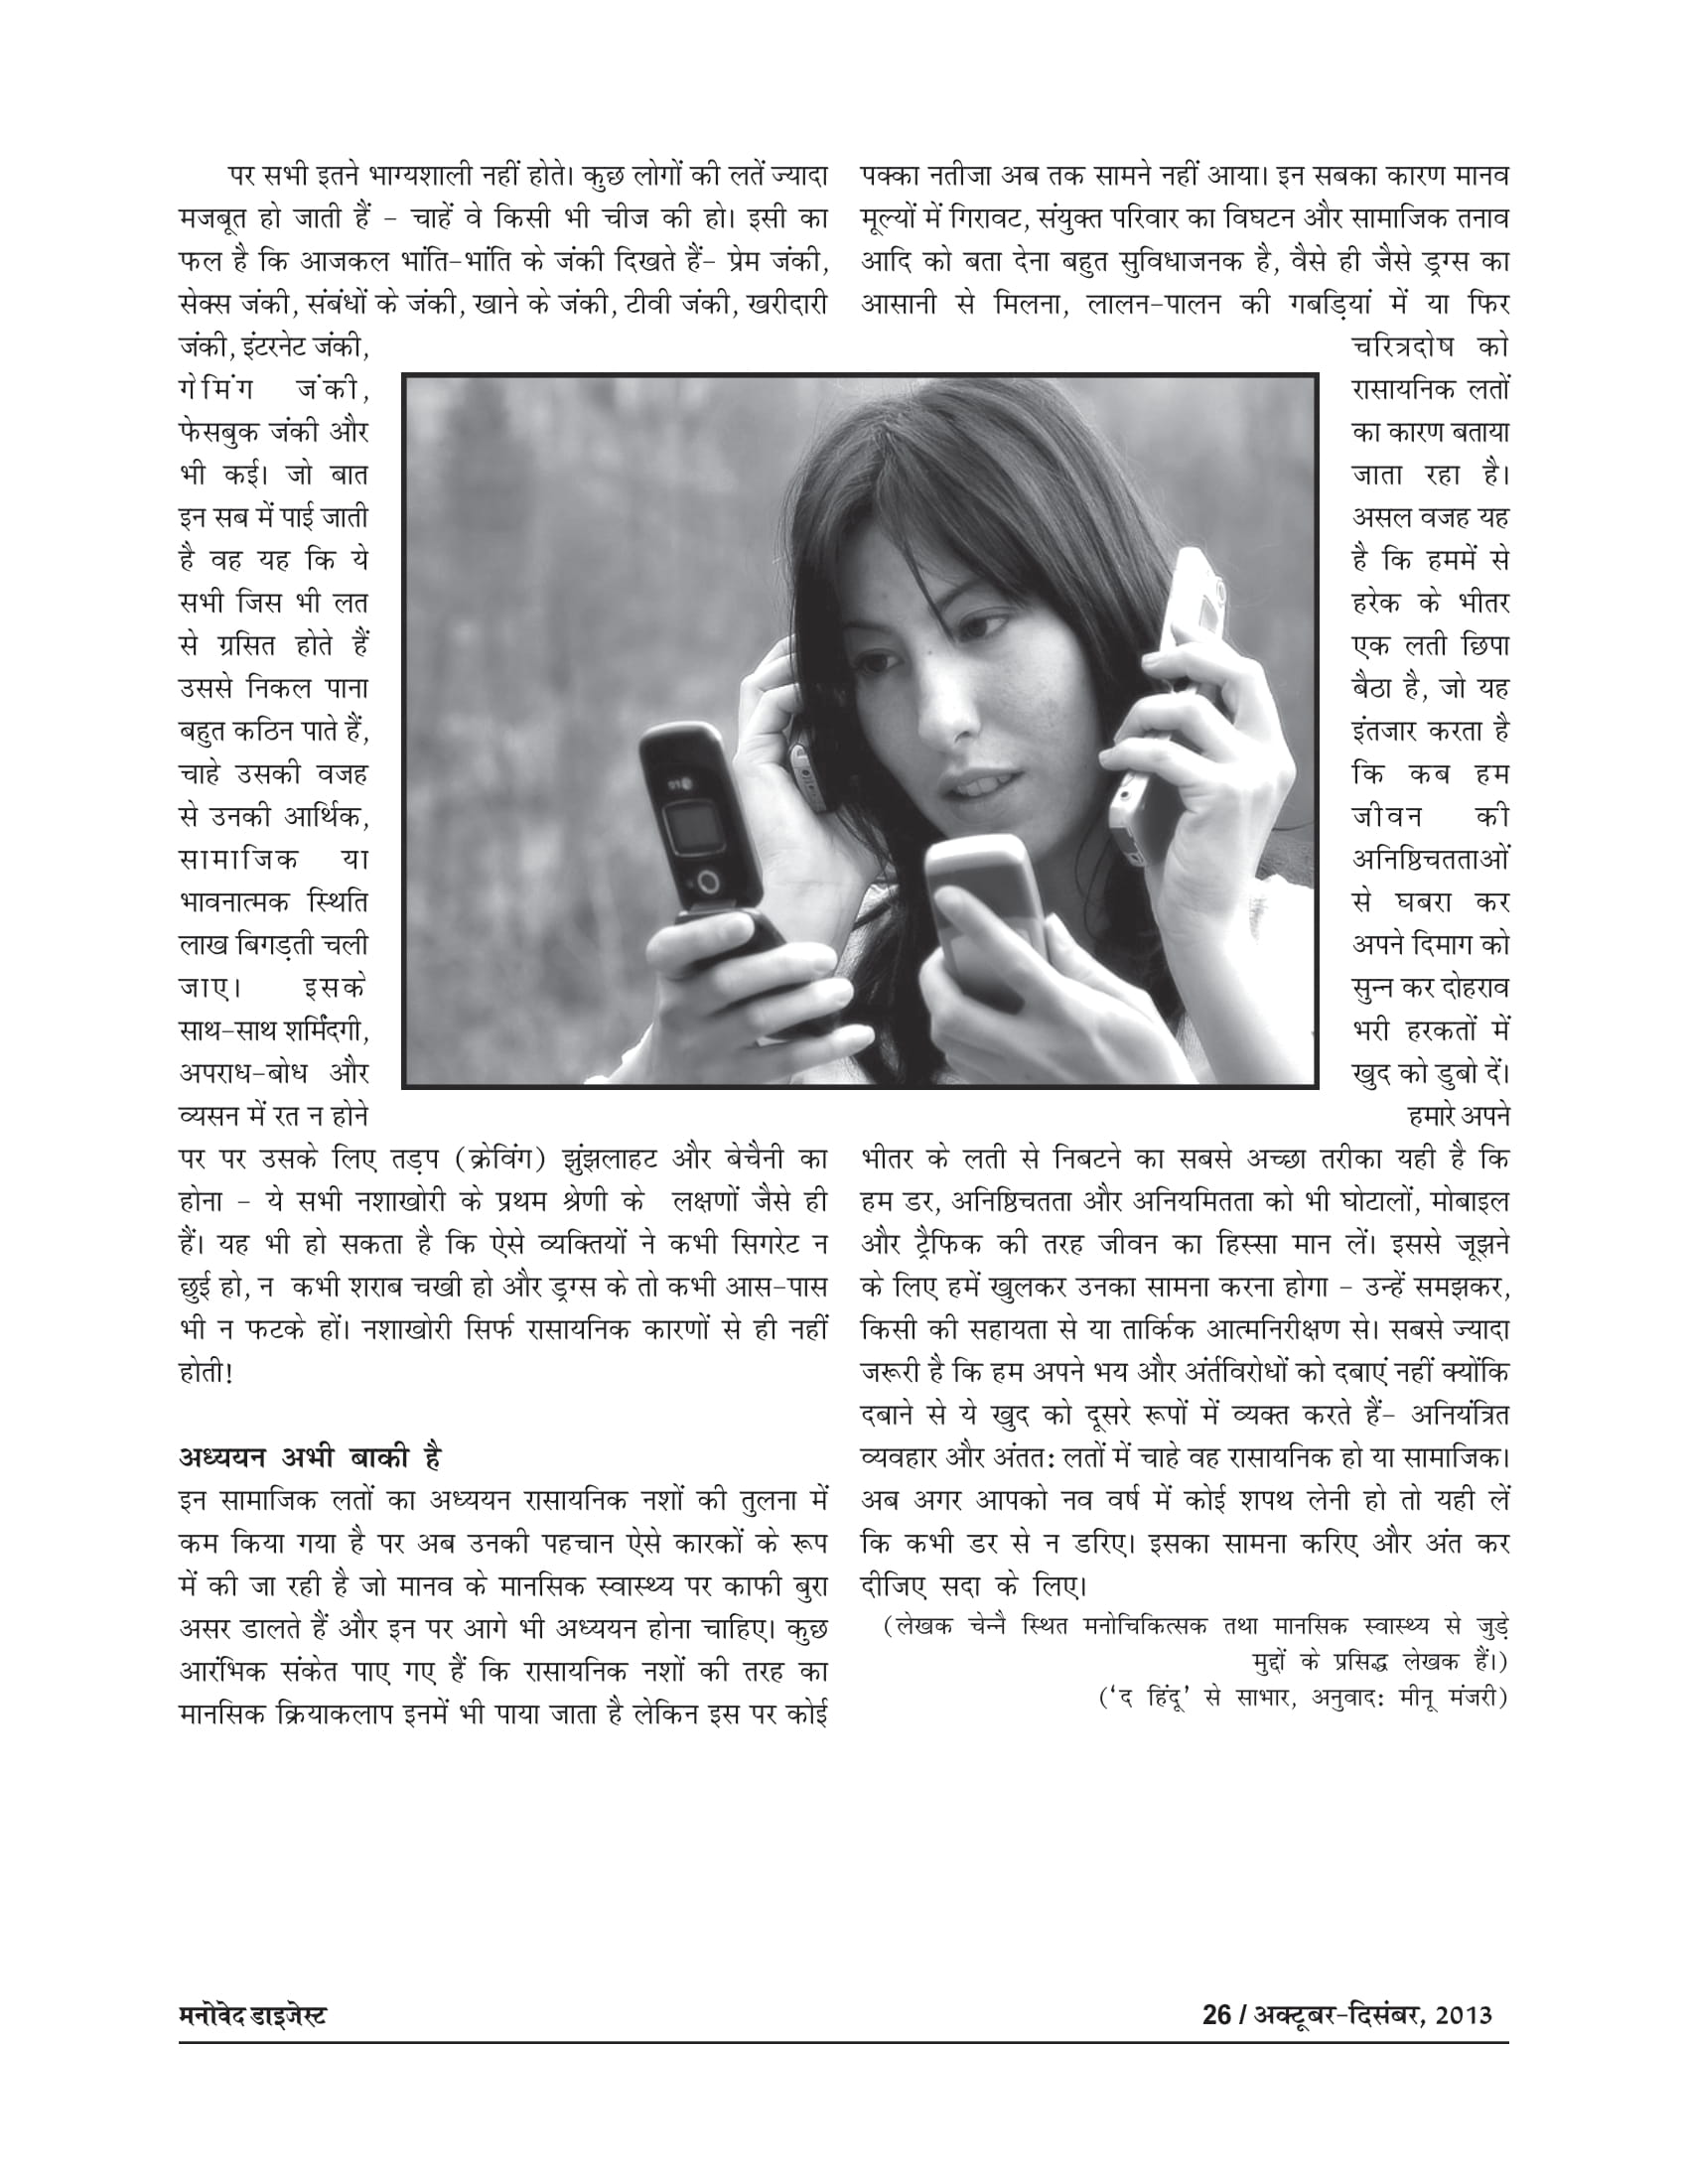 पर सभी इतने भाग्यशाली नहीं होते। कुछ लोगों की लतें ज्यादा
मजबूत हो जाती हैं – चाहें वे किसी भी चीज की हो। इसी का
फल है कि आजकल भांति-भांति के जंकी दिखते हैं– प्रेम जंकी,
सेक्स जंकी, संबंधों के जंकी, खाने के जंकी, टीवी जंकी, खरीदारी
जंकी, इंटरनेट जंकी,
गेमिंग जंकी,
फेसबुक जंकी और
भी कई। जो बात
इन सब में पाई जाती
है वह यह कि ये
सभी जिस भी लत
से ग्रसित होते हैं
उससे निकल पाना
बहुत कठिन पाते हैं,
चाहे उसकी वजह
से उनकी आर्थिक,
सामाजिक या
भावनात्मक स्थिति
लाख बिगड़ती चली
जाए। इसके
साथ-साथ शर्मिंदगी,
अपराध-बोध और
व्यसन में रत न होने
पर पर उसके लिए तड़प (क्रेविंग) झुंझलाहट और बेचैनी का
होना – ये सभी नशाखोरी के प्रथम श्रेणी के लक्षणों जैसे ही
हैं। यह भी हो सकता है कि ऐसे व्यक्तियों ने कभी सिगरेट न
छुई हो, न कभी शराब चखी हो और ड्रग्स के तो कभी आस-पास
भी न फटके हों। नशाखोरी सिर्फ रासायनिक कारणों से ही नहीं
होती!
अध्ययन अभी बाकी है
इन सामाजिक लतों का अध्ययन रासायनिक नशों की तुलना में
कम किया गया है पर अब उनकी पहचान ऐसे कारकों के रूप
में की जा रही है जो मानव के मानसिक स्वास्थ्य पर काफी बुरा
असर डालते हैं और इन पर आगे भी अध्ययन होना चाहिए। कुछ
आरंभिक संकेत पाए गए हैं कि रासायनिक नशों की तरह का
मानसिक क्रियाकलाप इनमें भी पाया जाता है लेकिन इस पर कोई
पक्का नतीजा अब तक सामने नहीं आया। इन सबका कारण मानव
मूल्यों में गिरावट, संयुक्त परिवार का विघटन और सामाजिक तनाव
आदि को बता देना बहुत सुविधाजनक है, वैसे ही जैसे ड्रग्स का
आसानी से मिलना, लालन-पालन की गबड़ियां में या फिर
चरित्रदोष को
रासायनिक लतों
का कारण बताया
जाता रहा है।
असल वजह यह
है कि हममें से
हरेक के भीतर
एक लती छिपा
बैठा है, जो यह
इंतजार करता है
कि कब हम
जीवन की
अनिष्ठिचतताओं
से घबरा कर
अपने दिमाग को
सुन्न कर दोहराव
भरी हरकतों में
खुद को डुबो दें।
हमारे अपने
भीतर के लती से निबटने का सबसे अच्छा तरीका यही है कि
हम डर, अनिष्ठिचतता और अनियमितता को भी घोटालों, मोबाइल
और ट्रैफिक की तरह जीवन का हिस्सा मान लें। इससे जूझने
के लिए हमें खुलकर उनका सामना करना होगा – उन्हें समझकर,
किसी की सहायता से या तार्किक आत्मनिरीक्षण से। सबसे ज्यादा
जरूरी है कि हम अपने भय और अंर्तविरोधों को दबाएं नहीं क्योंकि
दबाने से ये खुद को दूसरे रूपों में व्यक्त करते हैं– अनियंत्रित
व्यवहार और अंतत: लतों में चाहे वह रासायनिक हो या सामाजिक।
अब अगर आपको नव वर्ष में कोई शपथ लेनी हो तो यही लें
कि कभी डर से न डरिए। इसका सामना करिए और अंत कर
दीजिए सदा के लिए।
(लेखक चेन्नै स्थित मनोचिकित्सक तथा मानसिक स्वास्थ्य से जुड़े
मुद्दों के प्रसिद्ध लेखक हैं।)
('द हिंदू' से साभार, अनुवाद: मीनू मंजरी)
मनोवेद डाइजेस्ट
26 / अक्टूबर-दिसंबर, 2013